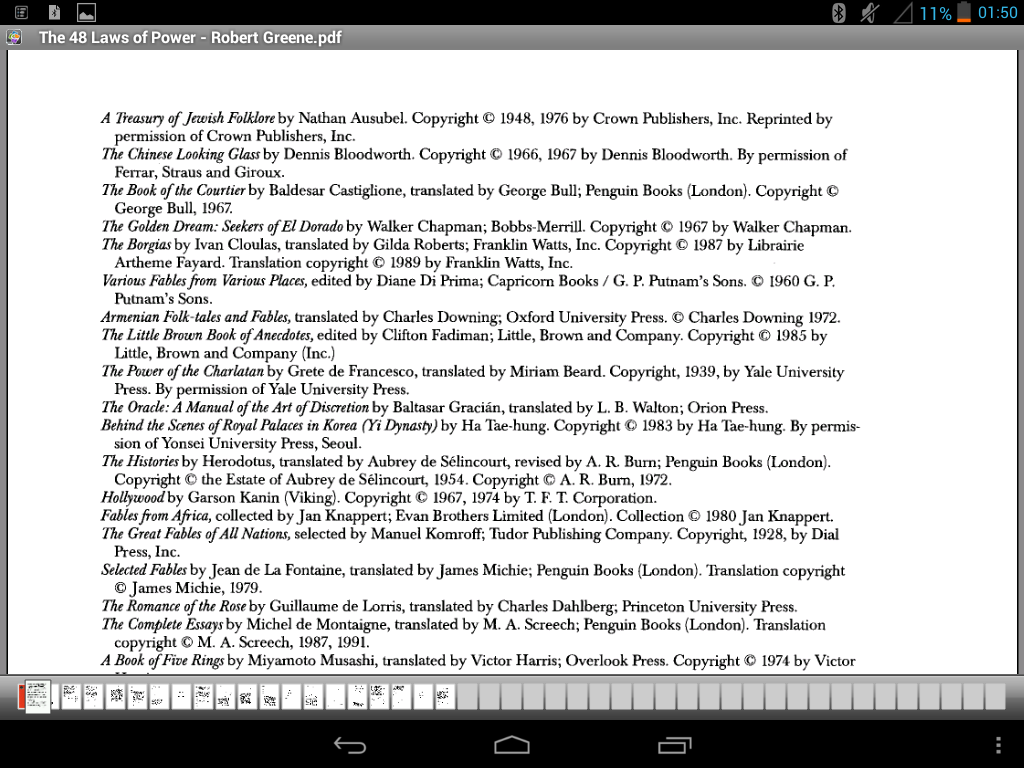 11% 01:50
The 48 Laws of Power - Robert Greene.pdf
A Treasury of Jewish Folklore by Nathan Ausubel. Copyright © 1948, 1976 by Crown Publishers, Inc. Reprinted by
permission of Crown Publishers, Inc.
The Chinese Looking Glass by Dennis Bloodworth. Copyright © 1966, 1967 by Dennis Bloodworth. By permission of
Ferrar, Straus and Giroux.
The Book of the Courtier by Baldesar Castiglione, translated by George Bull; Penguin Books (London). Copyright ©
George Bull, 1967.
The Golden Dream: Seekers of El Dorado by Walker Chapman; Bobbs-Merrill. Copyright © 1967 by Walker Chapman.
The Borgias by Ivan Cloulas, translated by Gilda Roberts; Franklin Watts, Inc. Copyright © 1987 by Librairie
Artheme Fayard. Translation copyright © 1989 by Franklin Watts, Inc.
Various Fables from Various Places, edited by Diane Di Prima; Capricorn Books / G. P. Putnam's Sons. © 1960 G. P.
Putnam's Sons.
Armenian Folk-tales and Fables, translated by Charles Downing; Oxford University Press. © Charles Downing 1972.
The Little Brown Book of Anecdotes, edited by Clifton Fadiman; Little, Brown and Company. Copyright © 1985 by
Little, Brown and Company (Inc.)
The Power of the Charlatan by Grete de Francesco, translated by Miriam Beard. Copyright, 1939, by Yale University
Press. By permission of Yale University Press.
The Oracle: A Manual of the Art of Discretion by Baltasar Gracián, translated by L. B. Walton; Orion Press.
Behind the Scenes of Royal Palaces in Korea (Yi Dynasty) by Ha Tae-hung. Copyright © 1983 by Ha Tae-hung. By permis-
sion of Yonsei University Press, Seoul.
The Histories by Herodotus, translated by Aubrey de Sélincourt, revised by A. R. Burn; Penguin Books (London).
Copyright © the Estate of Aubrey de Sélincourt, 1954. Copyright © A. R. Burn, 1972.
Hollywood by Garson Kanin (Viking). Copyright © 1967, 1974 by T. F. T. Corporation.
Fables from Africa, collected by Jan Knappert; Evan Brothers Limited (London). Collection © 1980 Jan Knappert.
The Great Fables of All Nations, selected by Manuel Komroff; Tudor Publishing Company. Copyright, 1928, by Dial
Press, Inc.
Selected Fables by Jean de La Fontaine, translated by James Michie; Penguin Books (London). Translation copyright
© James Michie, 1979.
The Romance of the Rose by Guillaume de Lorris, translated by Charles Dahlberg; Princeton University Press.
The Complete Essays by Michel de Montaigne, translated by M. A. Screech; Penguin Books (London). Translation
copyright © M. A. Screech, 1987, 1991.
A Book of Five Rings by Miyamoto Musashi, translated by Victor Harris; Overlook Press. Copyright © 1974 by Victor